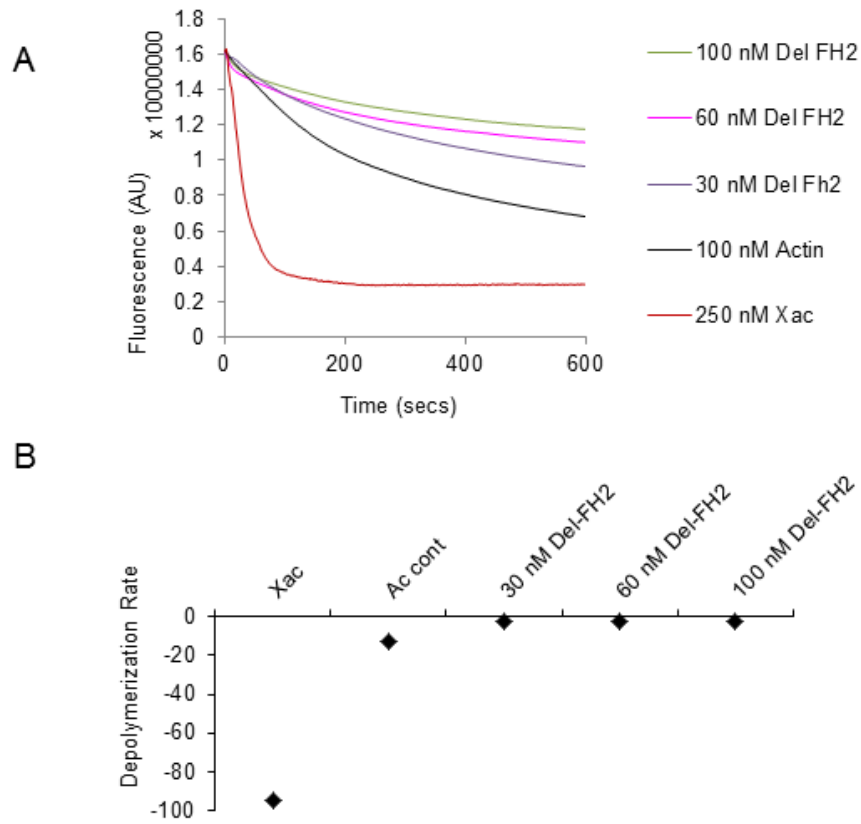 A
x 10000000
Fluorescence (AU)
1.8
1.6
1.4
1.2
1
0.8
0.6
0.4
0.2
0
0
200
400
600
Time (secs)
100 nM Del FH2
60 nM Del FH2
30 nM Del Fh2
100 nM Actin
250 nM Xac
B
Xac
Ac cont
30 nM Del-FH2
60 nM Del-FH2
100 nM Del-FH2
Depolymerization Rate
0
-20
-40
-60
-80
-100